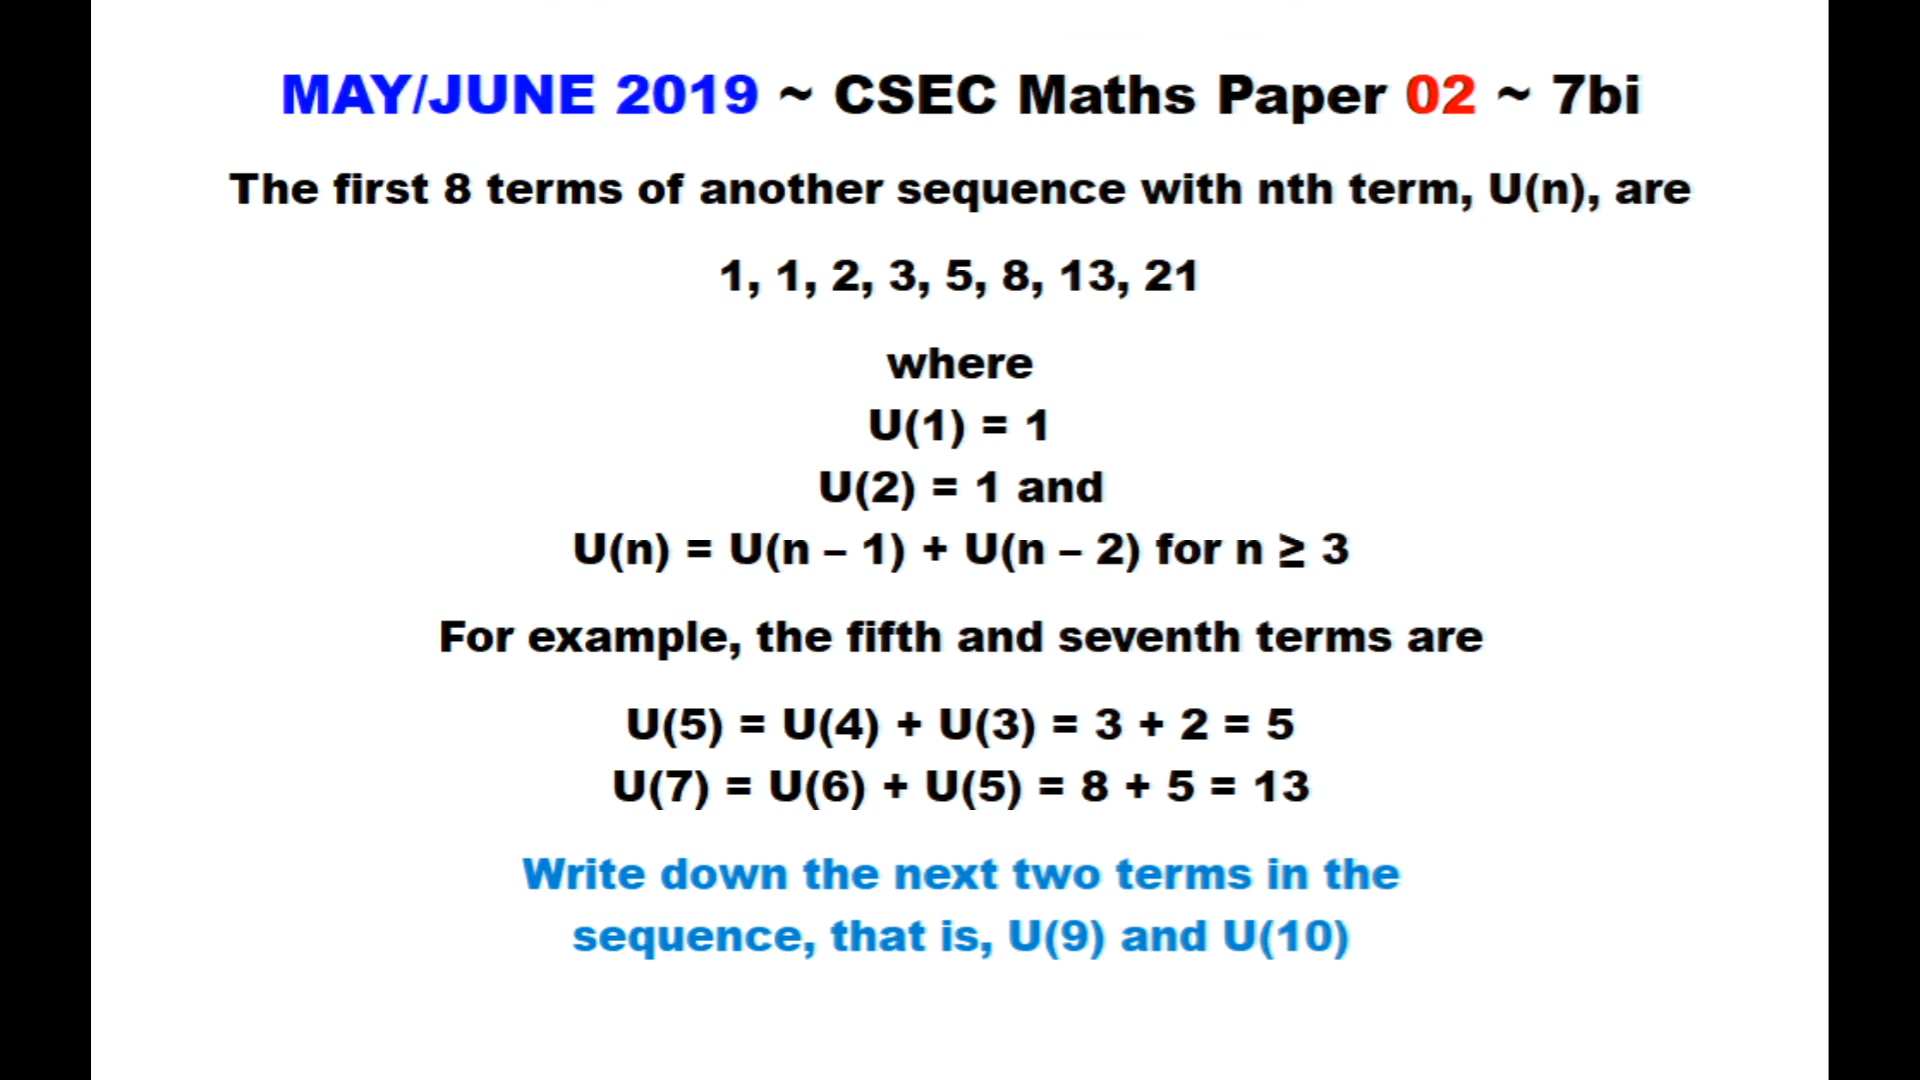 MAY/JUNE 2019 ~ CSEC Maths Paper 02 ~ 7bi
The first 8 terms of another sequence with nth term, U(n), are
1, 1, 2, 3, 5, 8, 13, 21
where
U(1) = 1
U(2) = 1 and
U(n) = U(n – 1) + U(n – 2) for n ≥ 3
For example, the fifth and seventh terms are
U(5) = U(4) + U(3) = 3 + 2 = 5
U(7) = U(6) + U(5) = 8 + 5 = 13
Write down the next two terms in the
sequence, that is, U(9) and U(10)